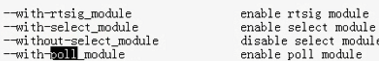 --with-rtsig_module enable rtsig module
--with-select_module enable select module
--without-select_module disable select module
--with-poll_module enable poll module